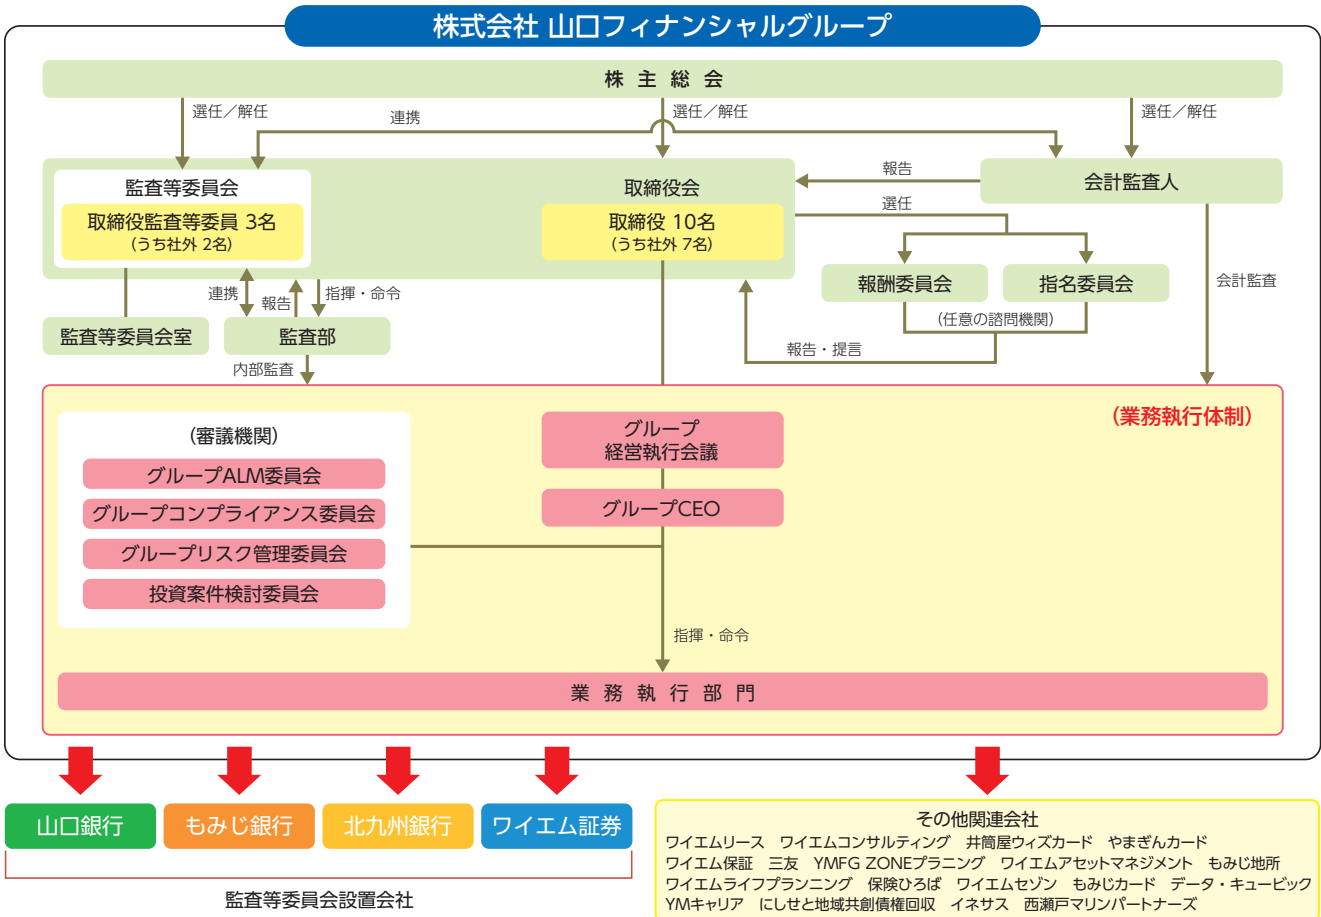 株式会社 山口フィナンシャルグループ
株主総会
選任／解任
連携
選任／解任
選任／解任
監査等委員会
取締役監査等委員 3名
(うち社外 2名)
取締役会
取締役 10名
(うち社外 7名)
報告
会計監査人
選任
報酬委員会
指名委員会
(任意の諮問機関)
会計監査
連携
報告
指揮・命令
監査等委員会室
監査部
報告・提言
内部監査
(業務執行体制)
(審議機関)
グループALM委員会
グループコンプライアンス委員会
グループリスク管理委員会
投資案件検討委員会
グループ
経営執行会議
グループCEO
指揮・命令
業務執行部門
山口銀行
もみじ銀行
北九州銀行
ワイエム証券
監査等委員会設置会社
その他関連会社
ワイエムリース　ワイエムコンサルティング　井筒屋ウィズカード　やまぎんカード
ワイエム保証　三友　YMFG ZONEプラニング　ワイエムアセットマネジメント　もみじ地所
ワイエムライフプランニング　保険ひろば　ワイエムセゾン　もみじカード　データ・キュービック
YMキャリア　にしせと地域共創債権回収　イネサス　西瀬戸マリンパートナーズ